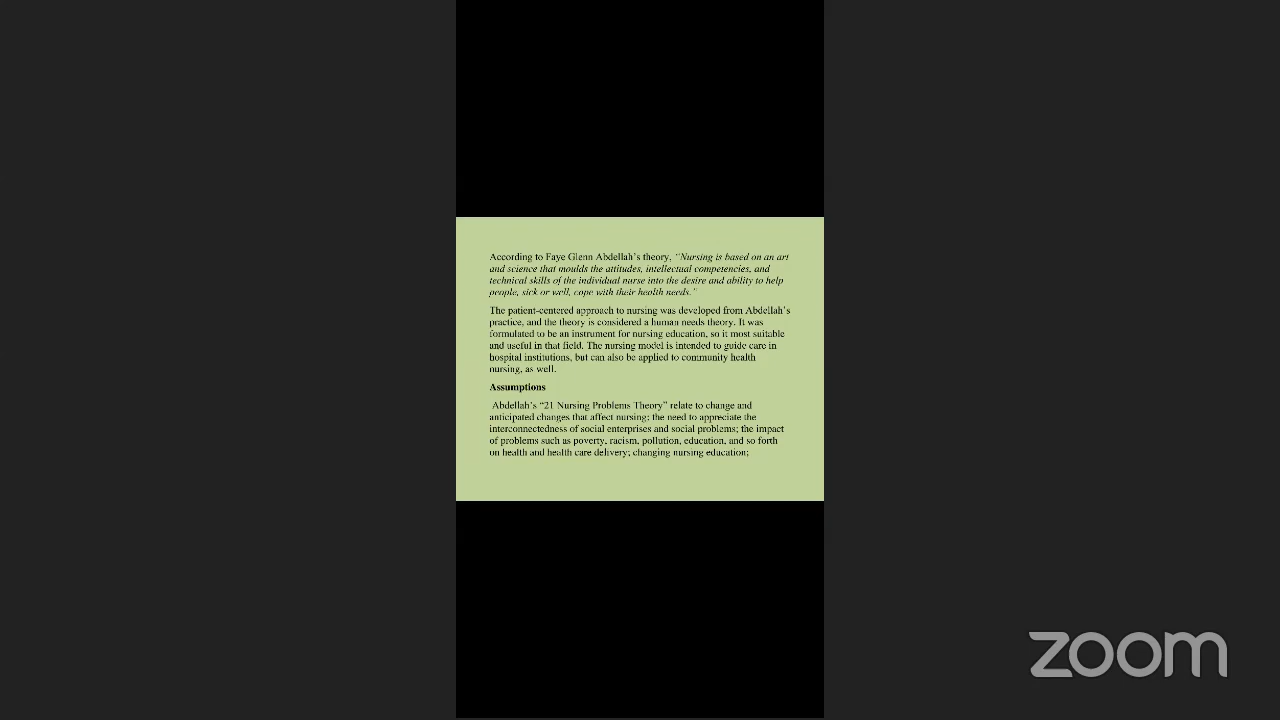 According to Faye Glenn Abdellah's theory, "Nursing is based on an art
and science that moulds the attitudes, intellectual competencies, and
technical skills of the individual nurse into the desire and ability to help
people, sick or well, cope with their health needs."
The patient-centered approach to nursing was developed from Abdellah's
practice, and the theory is considered a human needs theory. It was
formulated to be an instrument for nursing education, so it most suitable
and useful in that field. The nursing model is intended to guide care in
hospital institutions, but can also be applied to community health
nursing, as well.
Assumptions
Abdellah's "21 Nursing Problems Theory" relate to change and
anticipated changes that affect nursing; the need to appreciate the
interconnectedness of social enterprises and social problems; the impact
of problems such as poverty, racism, pollution, education, and so forth
on health and health care delivery; changing nursing education;
zoom